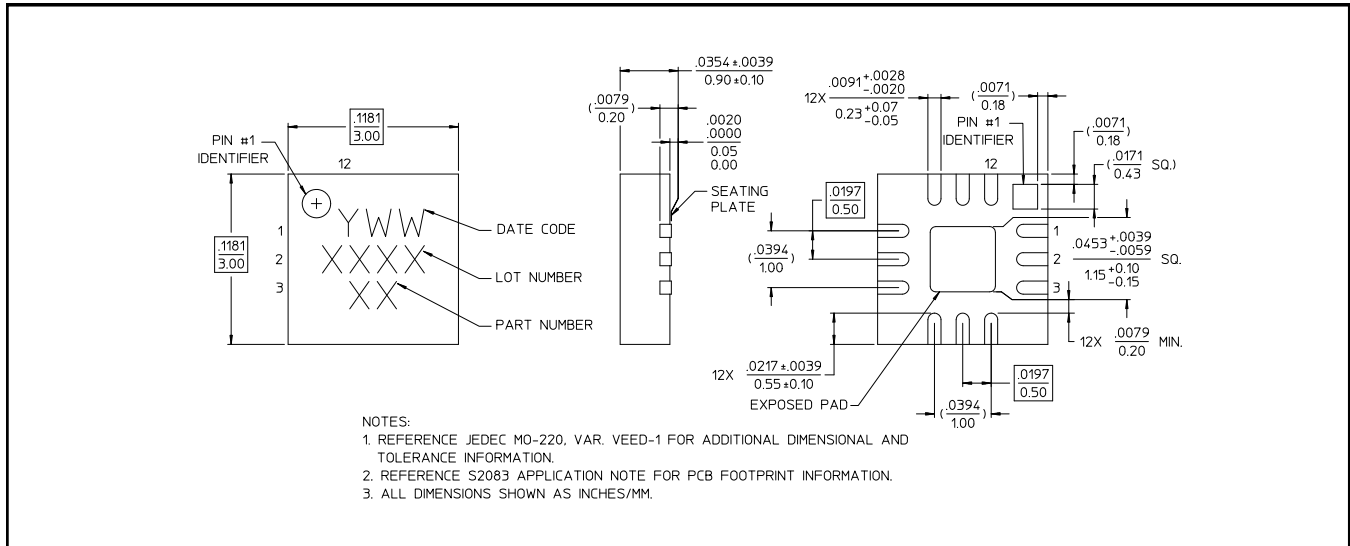 .1181
3.00
PIN #1
IDENTIFIER
12
.1181
3.00
1
2
3
YWW
XXXX
XX
DATE CODE
LOT NUMBER
PART NUMBER
.0354±.0039
0.90±0.10
(.0079
0.20)
.0020
.0000
0.05
0.00
SEATING
PLATE
12X .0091 +.0028
-.0020
0.23 +0.07
-0.05
(.0071
0.18)
PIN #1
IDENTIFIER
12
(.0071
0.18)
(.0171
0.43 SQ.)
.0197
0.50
(.0394
1.00)
1
2
3
.0453 +.0039
-.0059
1.15 +0.10
-0.15
SQ.
12X .0079
0.20 MIN.
12X .0217±.0039
0.55±0.10
EXPOSED PAD
.0197
0.50
(.0394
1.00)
NOTES:
1. REFERENCE JEDEC MO-220, VAR. VEED-1 FOR ADDITIONAL DIMENSIONAL AND
TOLERANCE INFORMATION.
2. REFERENCE S2083 APPLICATION NOTE FOR PCB FOOTPRINT INFORMATION.
3. ALL DIMENSIONS SHOWN AS INCHES/MM.